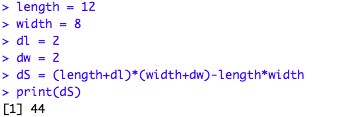 > length = 12
> width = 8
> dl = 2
> dw = 2
> dS = (length+dl)*(width+dw)-length*width
> print(dS)
[1] 44